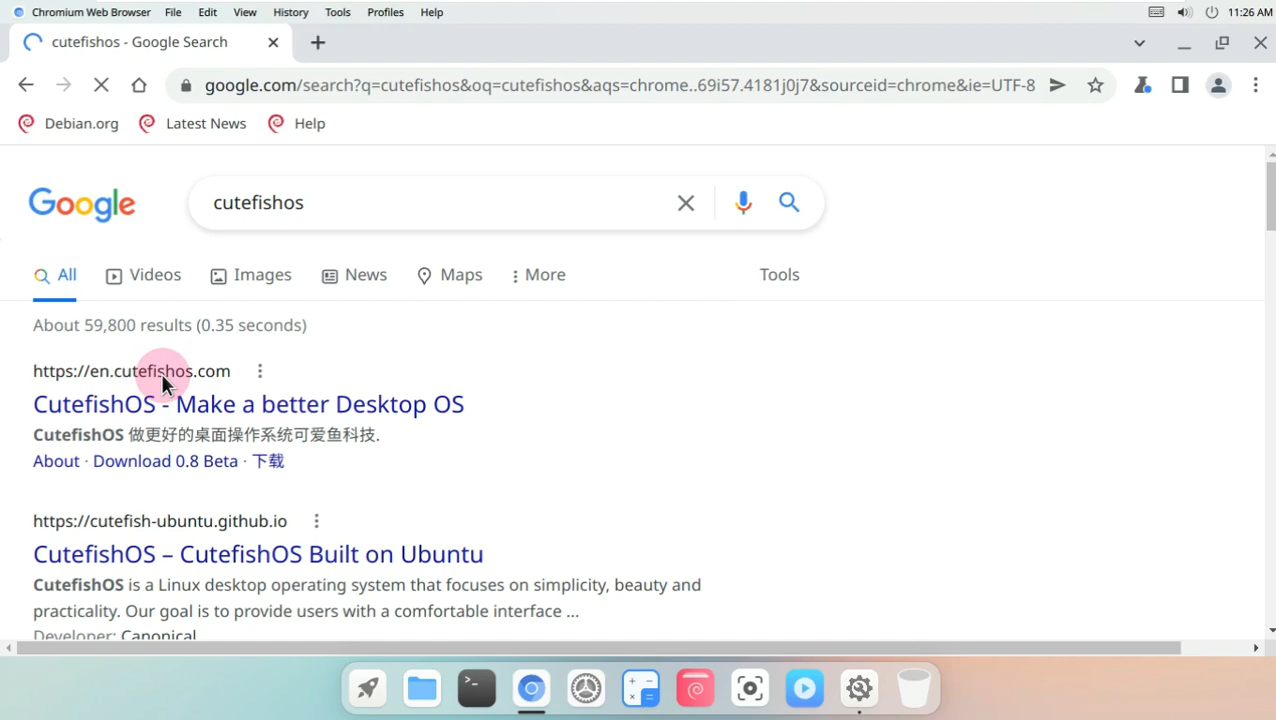 Chromium Web Browser File Edit View History Tools Profiles Help 11:26 AM
cutefishos - Google Search
google.com/search?q=cutefishos&oq=cutefishos&aqs=chrome..69i57.4181j0j7&sourceid=chrome&ie=UTF-8
Debian.org Latest News Help
Google cutefishos
All Videos Images News Maps More Tools
About 59,800 results (0.35 seconds)
https://en.cutefishos.com
CutefishOS - Make a better Desktop OS
CutefishOS 做更好的桌面操作系统可爱鱼科技.
About · Download 0.8 Beta · 下载
https://cutefish-ubuntu.github.io
CutefishOS – CutefishOS Built on Ubuntu
CutefishOS is a Linux desktop operating system that focuses on simplicity, beauty and
practicality. Our goal is to provide users with a comfortable interface ...
Developer: Canonical